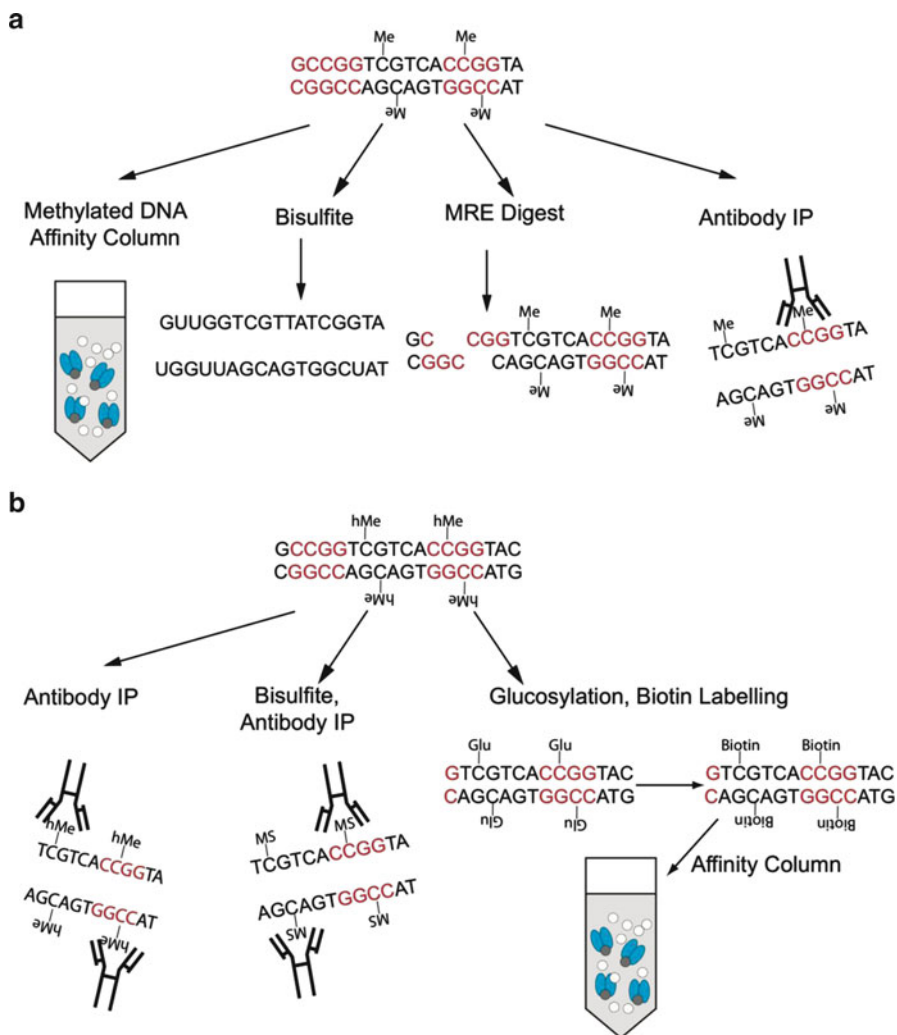 a
Me Me
GCCGGTCGTCACCGGTA
CGGCCAGCAGTGGCCAT
Me Me
Methylated DNA
Affinity Column
Bisulfite
GUUGGTCGTTATCGGTA
UGGUUAGCAGTGGCUAT
MRE Digest
Me Me
GC CGGTCGTCACCGGTA
CGGC CAGCAGTGGCCAT
Me Me
Antibody IP
Me Me
TCGTCACCGGTA
AGCAGTGGCCAT
Me Me
b
hMe hMe
GCCGGTCGTCACCGGTAC
CGGCCAGCAGTGGCCATG
hMe hMe
Antibody IP
hMe hMe
TCGTCACCGGTA
AGCAGTGGCCAT
hMe hMe
Bisulfite,
Antibody IP
MS MS
TCGTCACCGGTA
AGCAGTGGCCAT
MS MS
Glucosylation, Biotin Labelling
Glu Glu
GTCGTCACCGGTAC
CAGCAGTGGCCATG
Glu Glu
Biotin Biotin
GTCGTCACCGGTAC
CAGCAGTGGCCATG
Biotin Biotin
Affinity Column